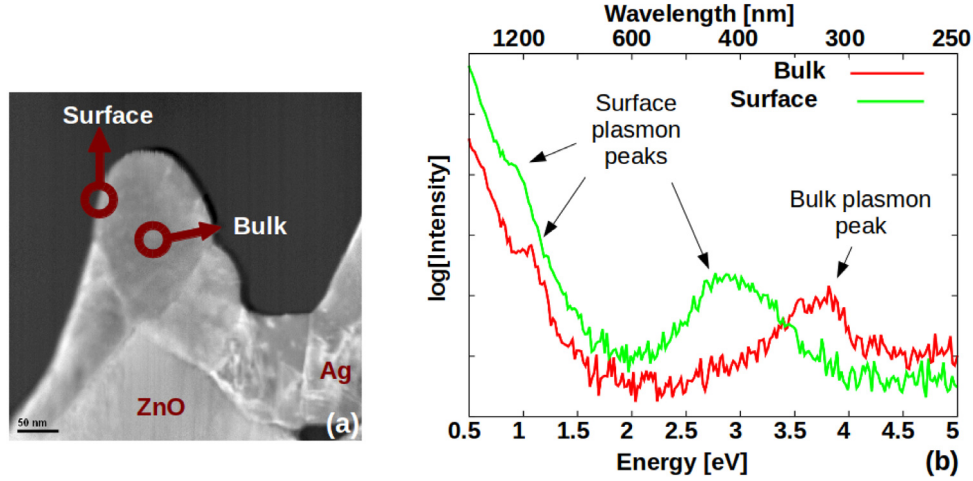 Surface
Bulk
Ag
ZnO
50 nm
(a)
Wavelength [nm]
1200 600 400 300 250
Bulk
Surface
Surface
plasmon
peaks
Bulk plasmon
peak
log[Intensity]
0.5 1 1.5 2 2.5 3 3.5 4 4.5 5
Energy [eV]
(b)